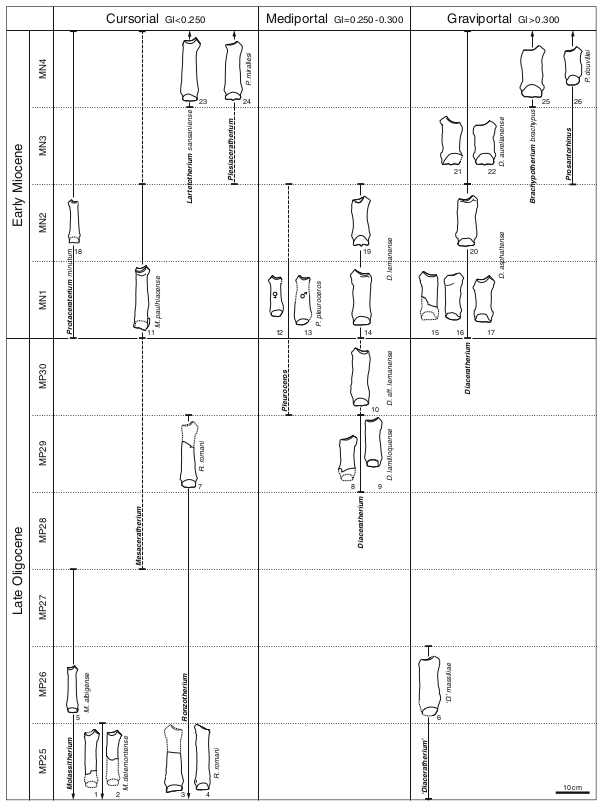 Cursorial GI<0.250
Mediportal GI=0.250-0.300
Graviportal GI>0.300
Early Miocene
Late Oligocene
MN4
23
24
P. mirallesi
25
26
P. douvillei
Lartetotherium sansaniense
Plesiaceratherium
Brachypotherium brachypus
Prosantorhinus
MN3
21
22
D. aurelianense
MN2
18
19
20
Protaceratherium minutum
D. lemanense
D. asphaltense
MN1
11
M. paulhiacense
12
♀
13
♂
P. pleuroceros
14
15
16
17
MP30
Pleuroceros
10
D. aff. lemanense
Diaceratherium
MP29
7
R. romani
8
9
D. lamilloquense
MP28
Mesaceratherium
Diaceratherium
MP27
MP26
5
M. albigense
Ronzotherium
6
'D.' massiliae
MP25
Molassitherium
1
2
M. delemontense
3
4
R. romani
'Diaceratherium'
10cm